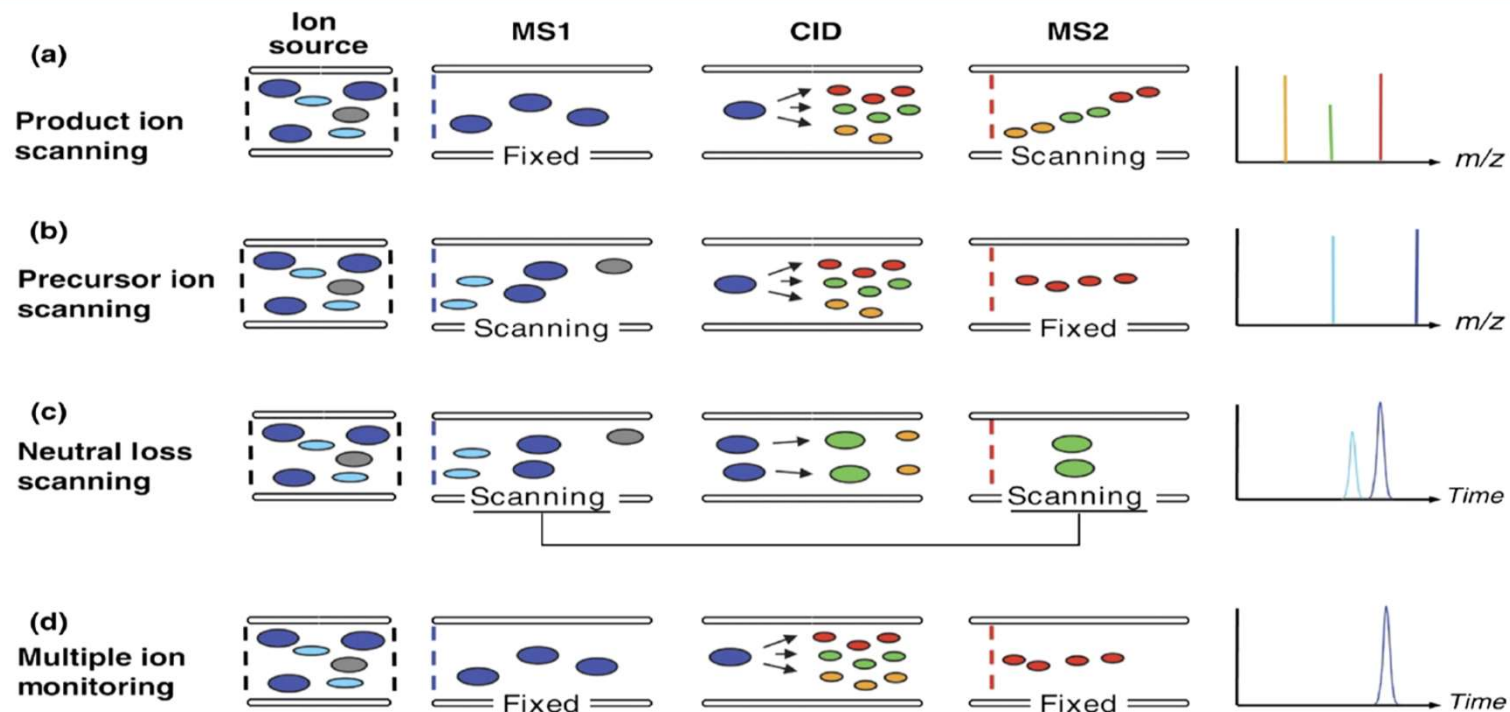 Ion
source
MS1
CID
MS2
(a)
Product ion
scanning
Fixed
Scanning
m/z
(b)
Precursor ion
scanning
Scanning
Fixed
m/z
(c)
Neutral loss
scanning
Scanning
Scanning
Time
(d)
Multiple ion
monitoring
Fixed
Fixed
Time